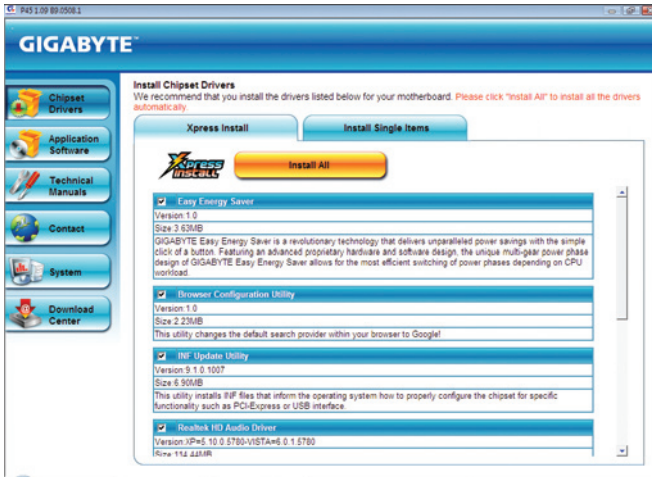 P45 1.09 B9.0508.1
GIGABYTE™
Chipset
Drivers
Application
Software
Technical
Manuals
Contact
System
Download
Center
Install Chipset Drivers
We recommend that you install the drivers listed below for your motherboard. Please click "Install All" to install all the drivers
automatically.
Xpress Install
Install Single Items
Xpress
Install
Install All
Easy Energy Saver
Version:1.0
Size:3.63MB
GIGABYTE Easy Energy Saver is a revolutionary technology that delivers unparalleled power savings with the simple
click of a button. Featuring an advanced proprietary hardware and software design, the unique multi-gear power phase
design of GIGABYTE Easy Energy Saver allows for the most efficient switching of power phases depending on CPU
workload.
Browser Configuration Utility
Version:1.0
Size:2.23MB
This utility changes the default search provider within your browser to Google!
INF Update Utility
Version:9.1.0.1007
Size:6.90MB
This utility installs INF files that inform the operating system how to properly configure the chipset for specific
functionality such as PCI-Express or USB interface.
Realtek HD Audio Driver
Version:XP=5.10.0.5780-VISTA=6.0.1.5780
Size:114.44MB